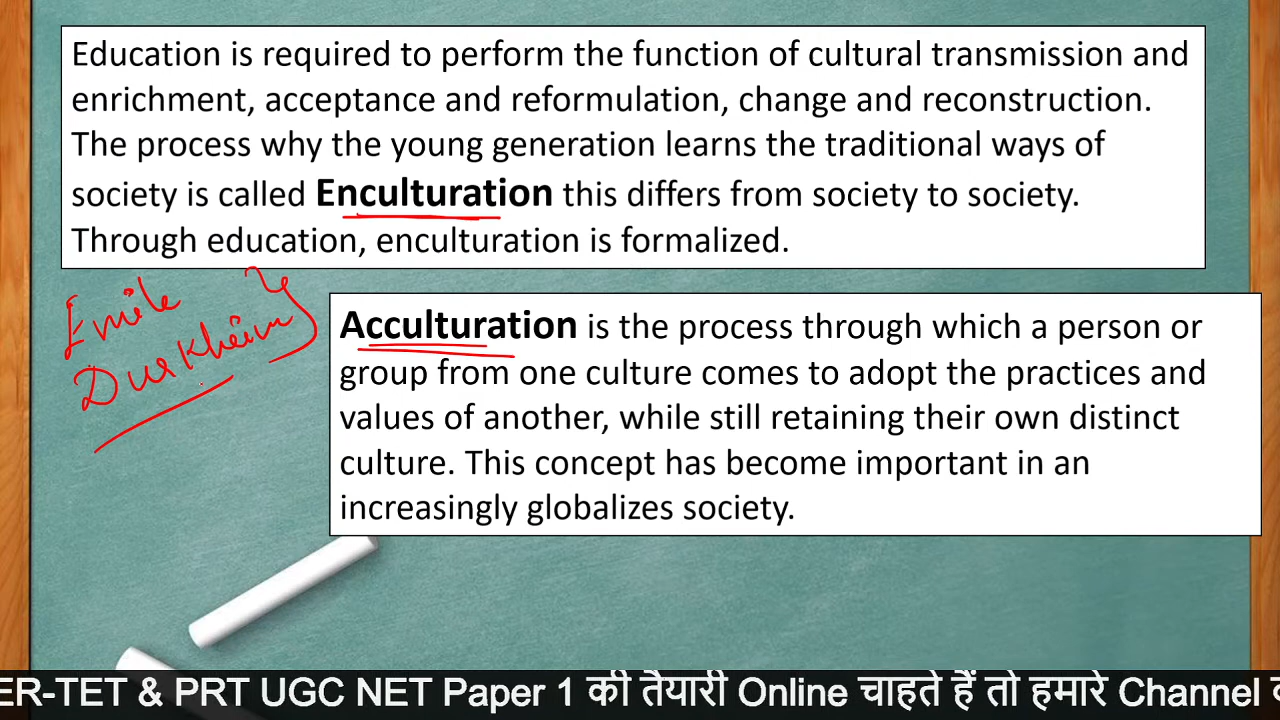 Education is required to perform the function of cultural transmission and
enrichment, acceptance and reformulation, change and reconstruction.
The process why the young generation learns the traditional ways of
society is called Enculturation this differs from society to society.
Through education, enculturation is formalized.
Emile
Durkheim
Acculturation is the process through which a person or
group from one culture comes to adopt the practices and
values of another, while still retaining their own distinct
culture. This concept has become important in an
increasingly globalizes society.
ER-TET & PRT UGC NET Paper 1 की तैयारी Online चाहते हैं तो हमारे Channel